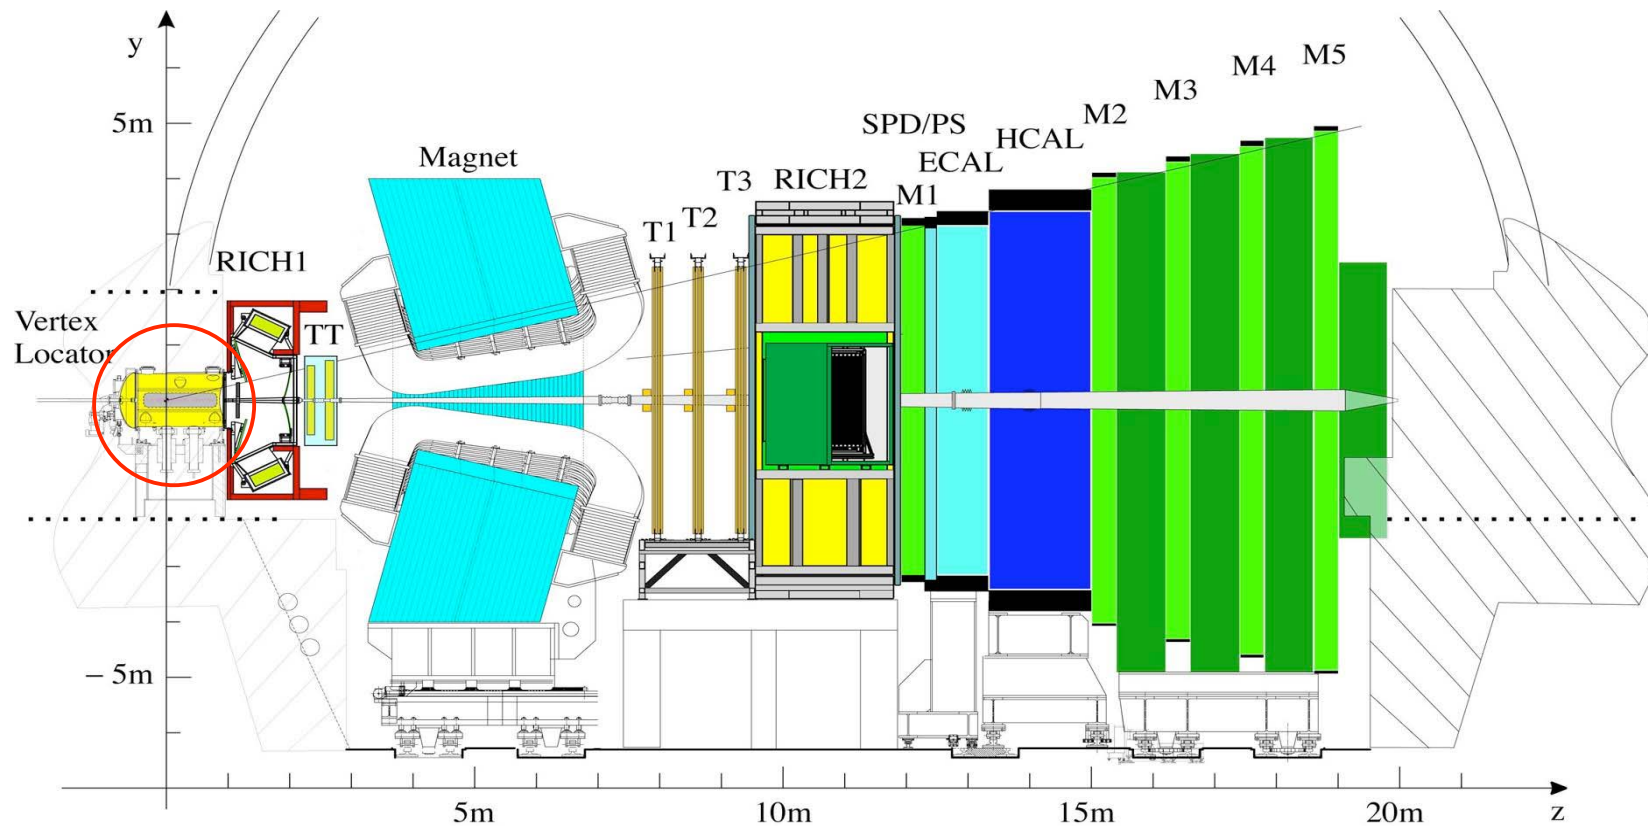 y
5m
Magnet
SPD/PS
ECAL
HCAL
M1
M2
M3
M4
M5
RICH2
T1
T2
T3
RICH1
TT
Vertex
Locator
− 5m
5m
10m
15m
20m
z